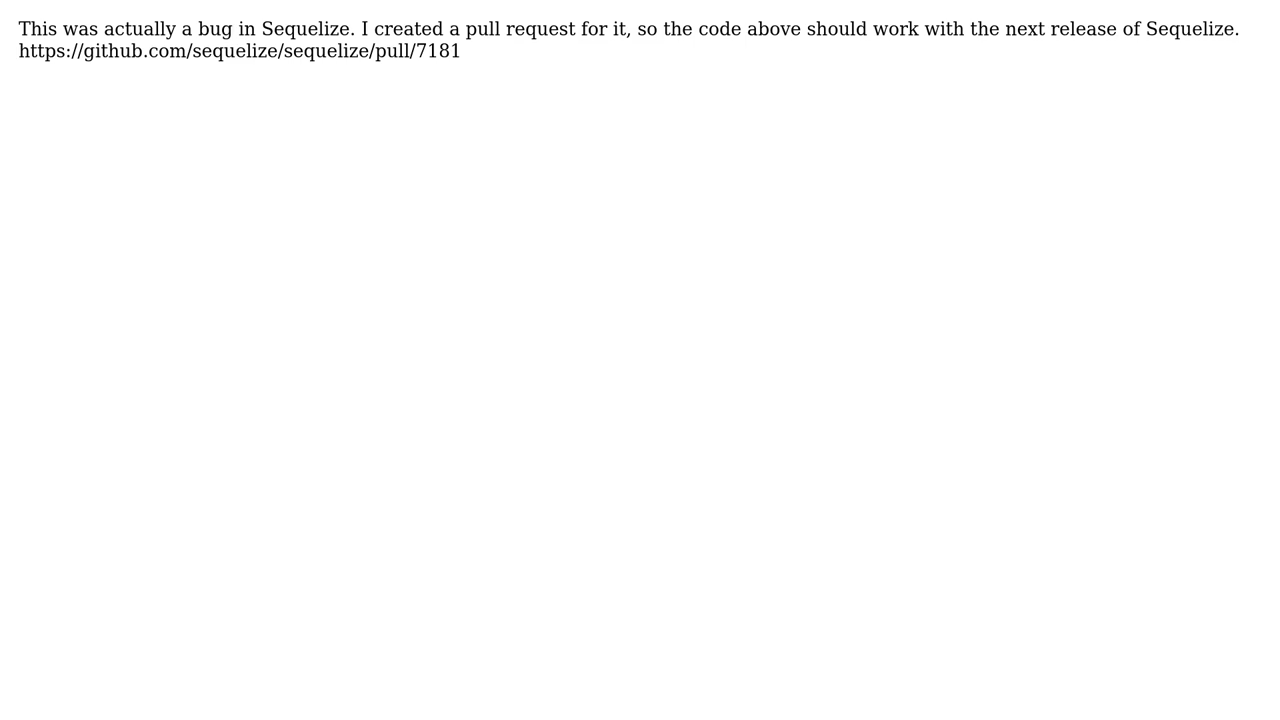 This was actually a bug in Sequelize. I created a pull request for it, so the code above should work with the next release of Sequelize.
https://github.com/sequelize/sequelize/pull/7181